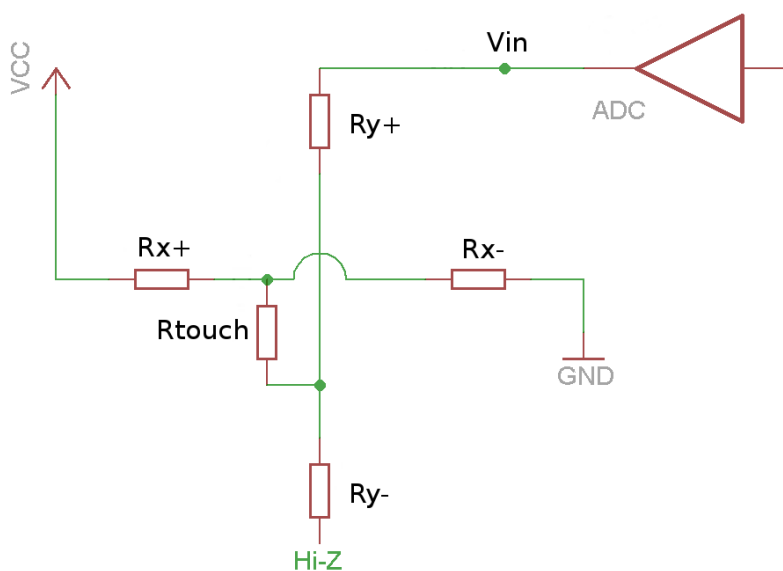 VCC
Vin
Ry+
ADC
Rx+
Rx-
Rtouch
GND
Ry-
Hi-Z